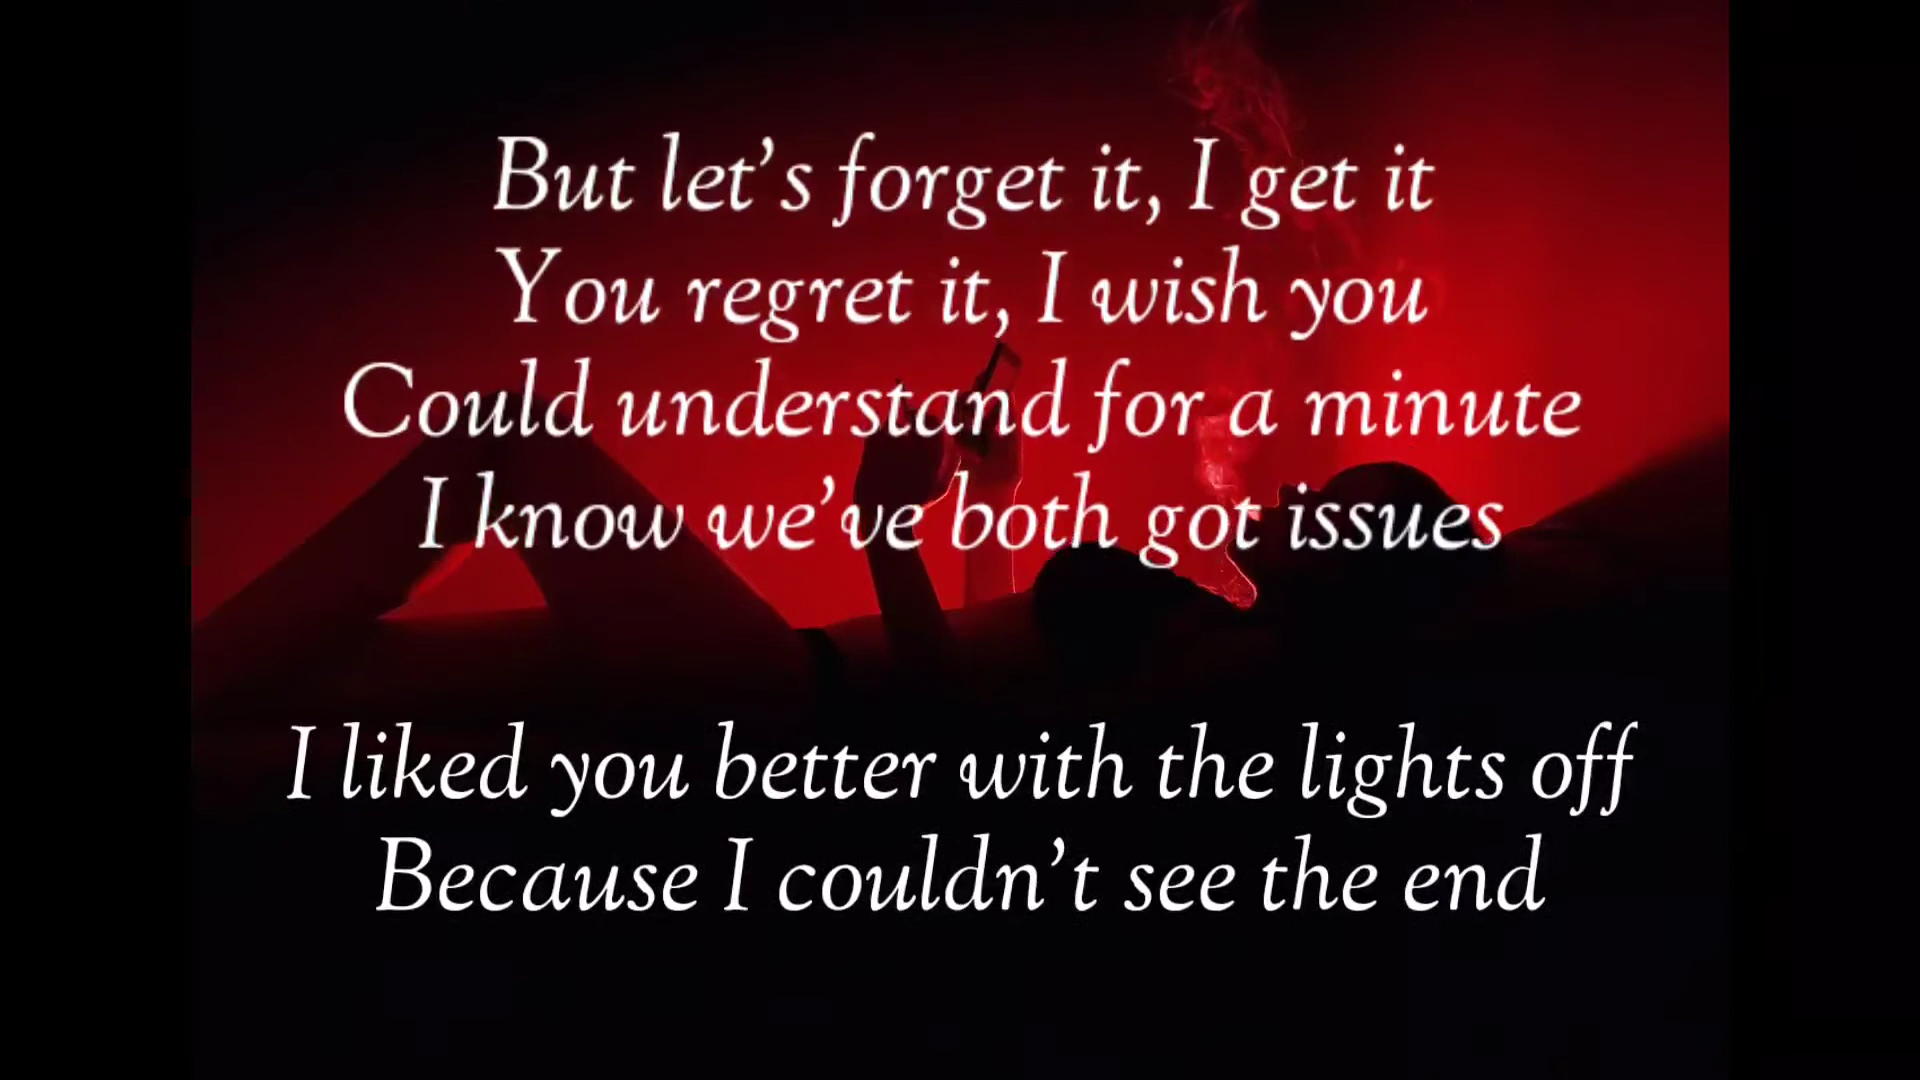 But let's forget it, I get it
You regret it, I wish you
Could understand for a minute
I know we've both got issues
I liked you better with the lights off
Because I couldn't see the end